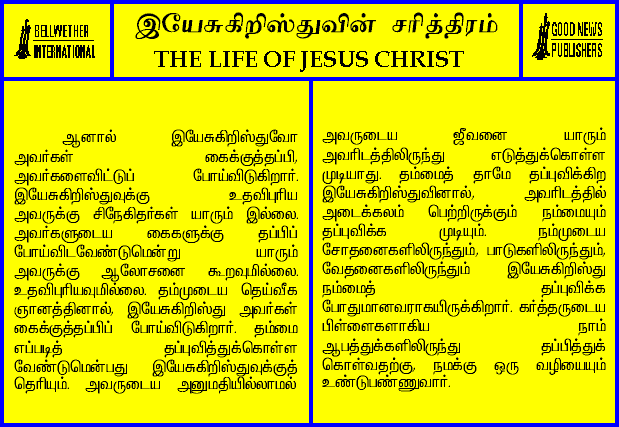 BELLWETHER
INTERNATIONAL
இயேசுகிறிஸ்துவின் சரித்திரம்
THE LIFE OF JESUS CHRIST
GOOD NEWS
PUBLISHERS
ஆனால் இயேசுகிறிஸ்துவோ
அவர்கள் கைக்குத்தப்பி,
அவர்களைவிட்டுப் போய்விடுகிறார்.
இயேசுகிறிஸ்துவுக்கு உதவிபுரிய
அவருக்கு சிநேகிதர்கள் யாரும் இல்லை.
அவர்களுடைய கைகளுக்கு தப்பிப்
போய்விடவேண்டுமென்று யாரும்
அவருக்கு ஆலோசனை கூறவுமில்லை.
உதவிபுரியவுமில்லை. தம்முடைய தெய்வீக
ஞானத்தினால், இயேசுகிறிஸ்து அவர்கள்
கைக்குத்தப்பிப் போய்விடுகிறார். தம்மை
எப்படித் தப்புவித்துக்கொள்ள
வேண்டுமென்பது இயேசுகிறிஸ்துவுக்குத்
தெரியும். அவருடைய அனுமதியில்லாமல்
அவருடைய ஜீவனை யாரும்
அவரிடத்திலிருந்து எடுத்துக்கொள்ள
முடியாது. தம்மைத் தாமே தப்புவிக்கிற
இயேசுகிறிஸ்துவினால், அவரிடத்தில்
அடைக்கலம் பெற்றிருக்கும் நம்மையும்
தப்புவிக்க முடியும். நம்முடைய
சோதனைகளிலிருந்தும், பாடுகளிலிருந்தும்,
வேதனைகளிலிருந்தும் இயேசுகிறிஸ்து
நம்மைத் தப்புவிக்க
போதுமானவராகயிருக்கிறார். கர்த்தருடைய
பிள்ளைகளாகிய நாம்
ஆபத்துக்களிலிருந்து தப்பித்துக்
கொள்வதற்கு, நமக்கு ஒரு வழியையும்
உண்டுபண்ணுவார்.